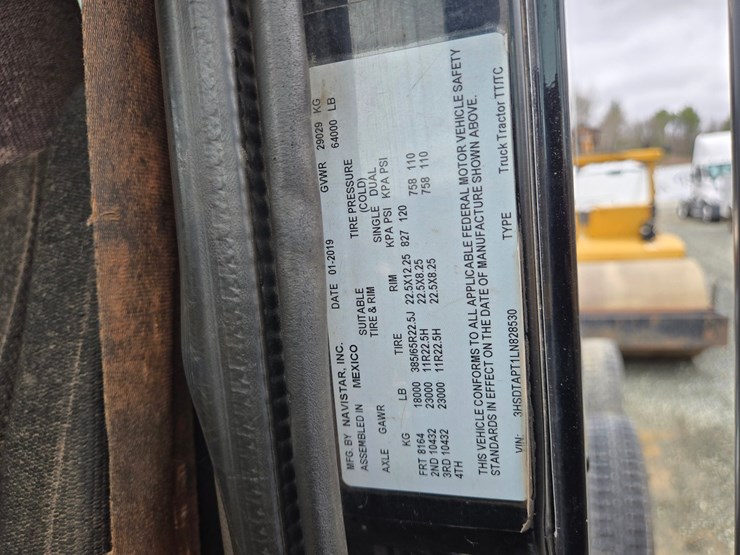 MFG. BY NAVISTAR, INC. DATE 01-2019 GVWR 29029 KG
ASSEMBLED IN MEXICO 64000 LB
SUITABLE TIRE PRESSURE
TIRE & RIM (COLD)
AXLE GAWR SINGLE DUAL
KG LB TIRE RIM KPA PSI KPA PSI
FRT 8164 18000 385/65R22.5J 22.5X12.25 827 120
2ND 10432 23000 11R22.5H 22.5X8.25 758 110
3RD 10432 23000 11R22.5H 22.5X8.25 758 110
4TH
THIS VEHICLE CONFORMS TO ALL APPLICABLE FEDERAL MOTOR VEHICLE SAFETY
STANDARDS IN EFFECT ON THE DATE OF MANUFACTURE SHOWN ABOVE.
VIN: 3HSDTAPT1LN828530 TYPE Truck Tractor TT/TC